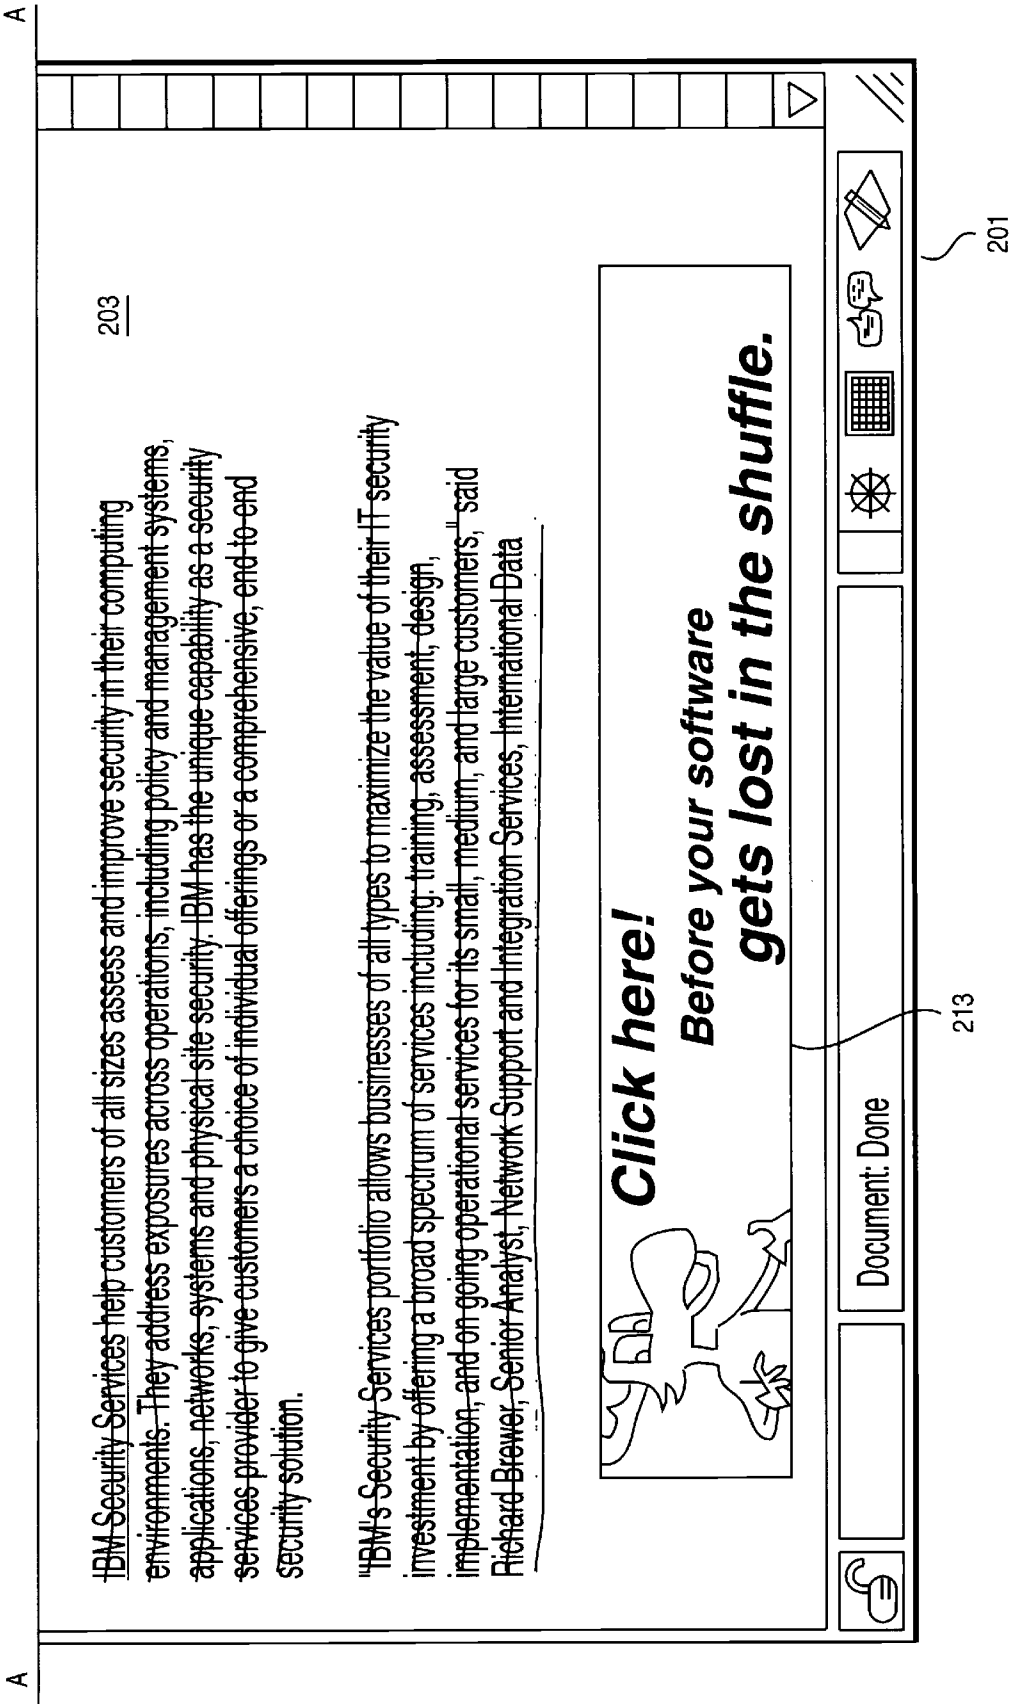 A A
203
IBM Security Services help customers of all sizes assess and improve security in their computing
environments. They address exposures across operations, including policy and management systems,
applications, networks, systems and physical site security. IBM has the unique capability as a security
services provider to give customers a choice of individual offerings or a comprehensive, end-to-end
security solution.
"IBM's Security Services portfolio allows businesses of all types to maximize the value of their IT security
investment by offering a broad spectrum of services including: training, assessment, design,
implementation, and on going operational services for its small, medium, and large customers," said
Richard Brewer, Senior Analyst, Network Support and Integration Services, International Data
Click here!
Before your software
gets lost in the shuffle.
Document: Done
213
201